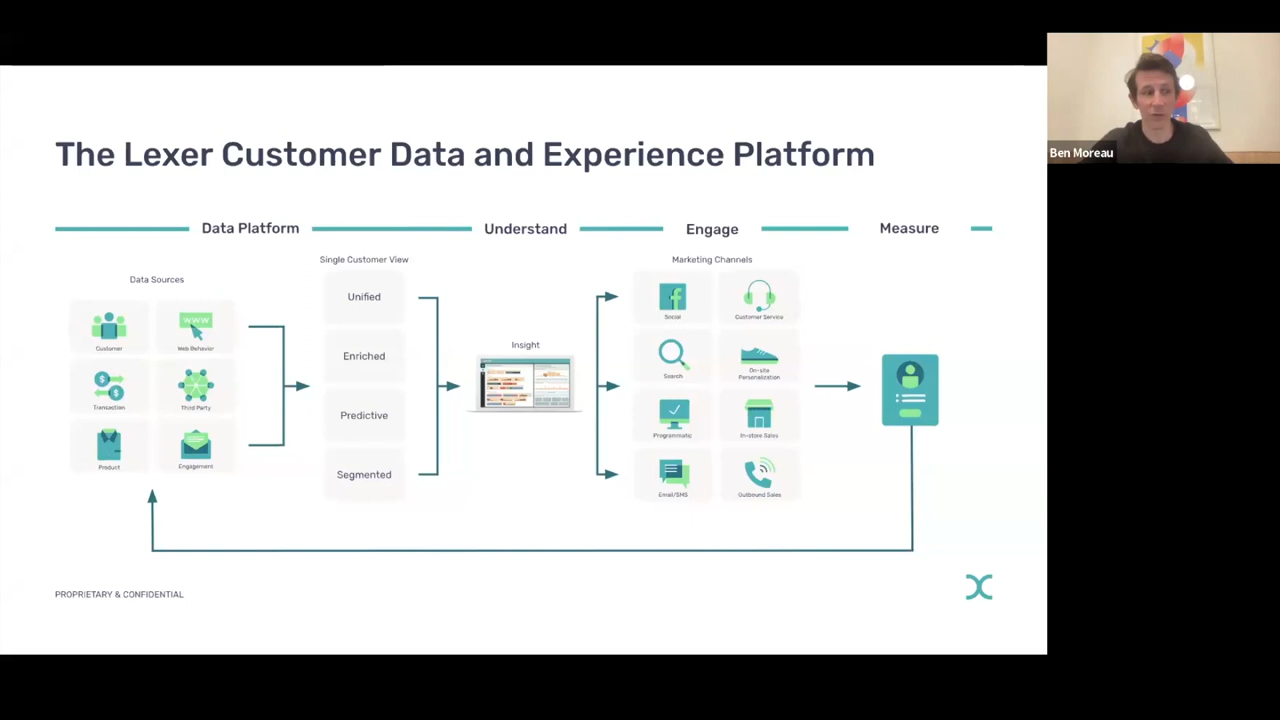 The Lexer Customer Data and Experience Platform
Data Platform
Understand
Engage
Measure
Data Sources
Single Customer View
Marketing Channels
Customer
Web Behavior
WWW
Transaction
Third Party
Product
Engagement
Unified
Enriched
Predictive
Segmented
Insight
Social
Customer Service
Search
On-site
Personalization
Programmatic
In-store Sales
Email/SMS
Outbound Sales
PROPRIETARY & CONFIDENTIAL
Ben Moreau